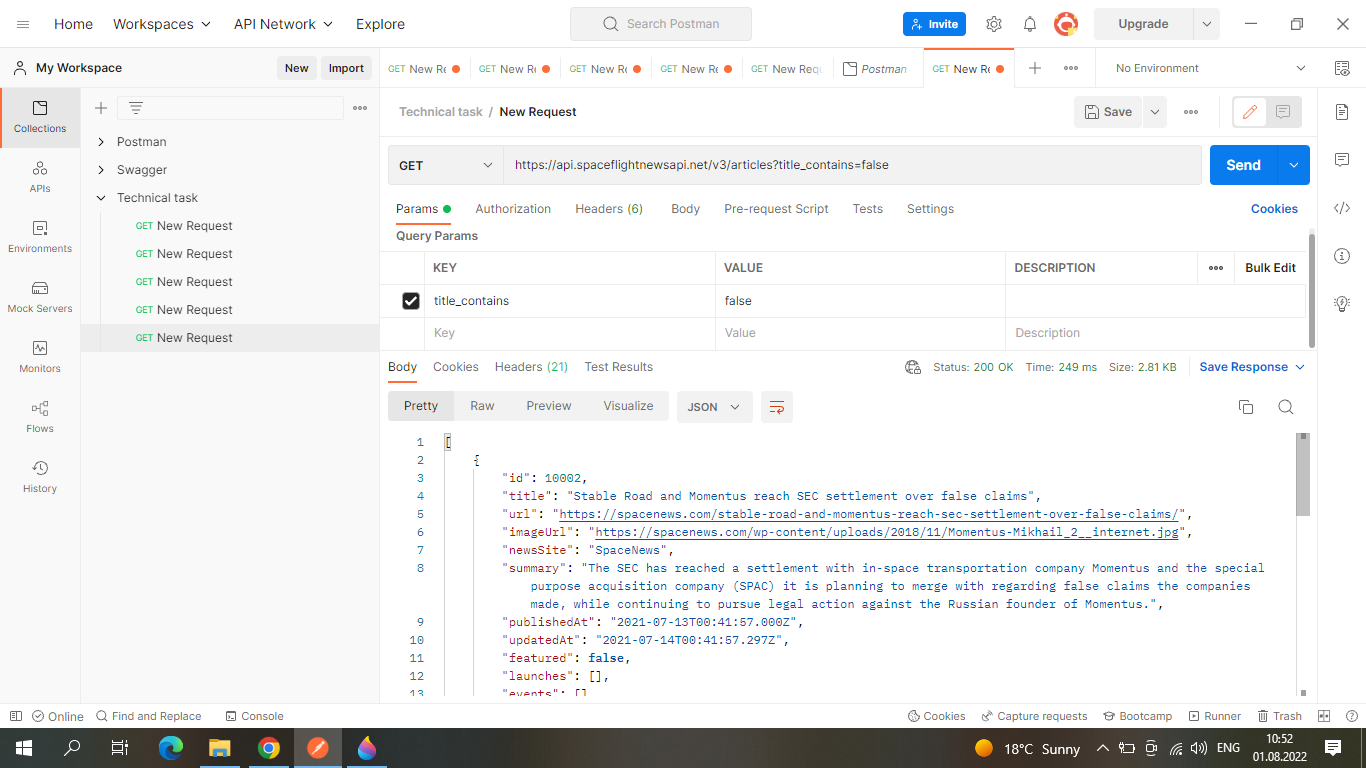 Home Workspaces API Network Explore Search Postman Invite Upgrade
My Workspace New Import GET New Re GET New Re GET New Re GET New Re GET New Req Postman GET New Re No Environment
Technical task / New Request Save
Collections
APIs
Environments
Mock Servers
Monitors
Flows
History
Postman
Swagger
Technical task
GET New Request
GET New Request
GET New Request
GET New Request
GET New Request
GET https://api.spaceflightnewsapi.net/v3/articles?title_contains=false Send
Params Authorization Headers (6) Body Pre-request Script Tests Settings Cookies
Query Params
KEY VALUE DESCRIPTION Bulk Edit
title_contains false
Key Value Description
Body Cookies Headers (21) Test Results Status: 200 OK Time: 249 ms Size: 2.81 KB Save Response
Pretty Raw Preview Visualize JSON
1 [
2 {
3 "id": 10002,
4 "title": "Stable Road and Momentus reach SEC settlement over false claims",
5 "url": "https://spacenews.com/stable-road-and-momentus-reach-sec-settlement-over-false-claims/",
6 "imageUrl": "https://spacenews.com/wp-content/uploads/2018/11/Momentus-Mikhail_2__internet.jpg",
7 "newsSite": "SpaceNews",
8 "summary": "The SEC has reached a settlement with in-space transportation company Momentus and the special
purpose acquisition company (SPAC) it is planning to merge with regarding false claims the companies
made, while continuing to pursue legal action against the Russian founder of Momentus.",
9 "publishedAt": "2021-07-13T00:41:57.000Z",
10 "updatedAt": "2021-07-14T00:41:57.297Z",
11 "featured": false,
12 "launches": [],
13 "events": []
Online Find and Replace Console Cookies Capture requests Bootcamp Runner Trash
18°C Sunny ENG 10:52
01.08.2022